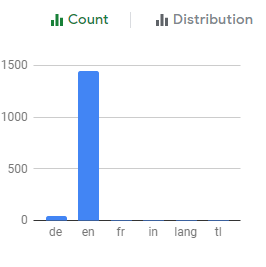 Count Distribution
1500
1000
500
0
de en fr in lang tl